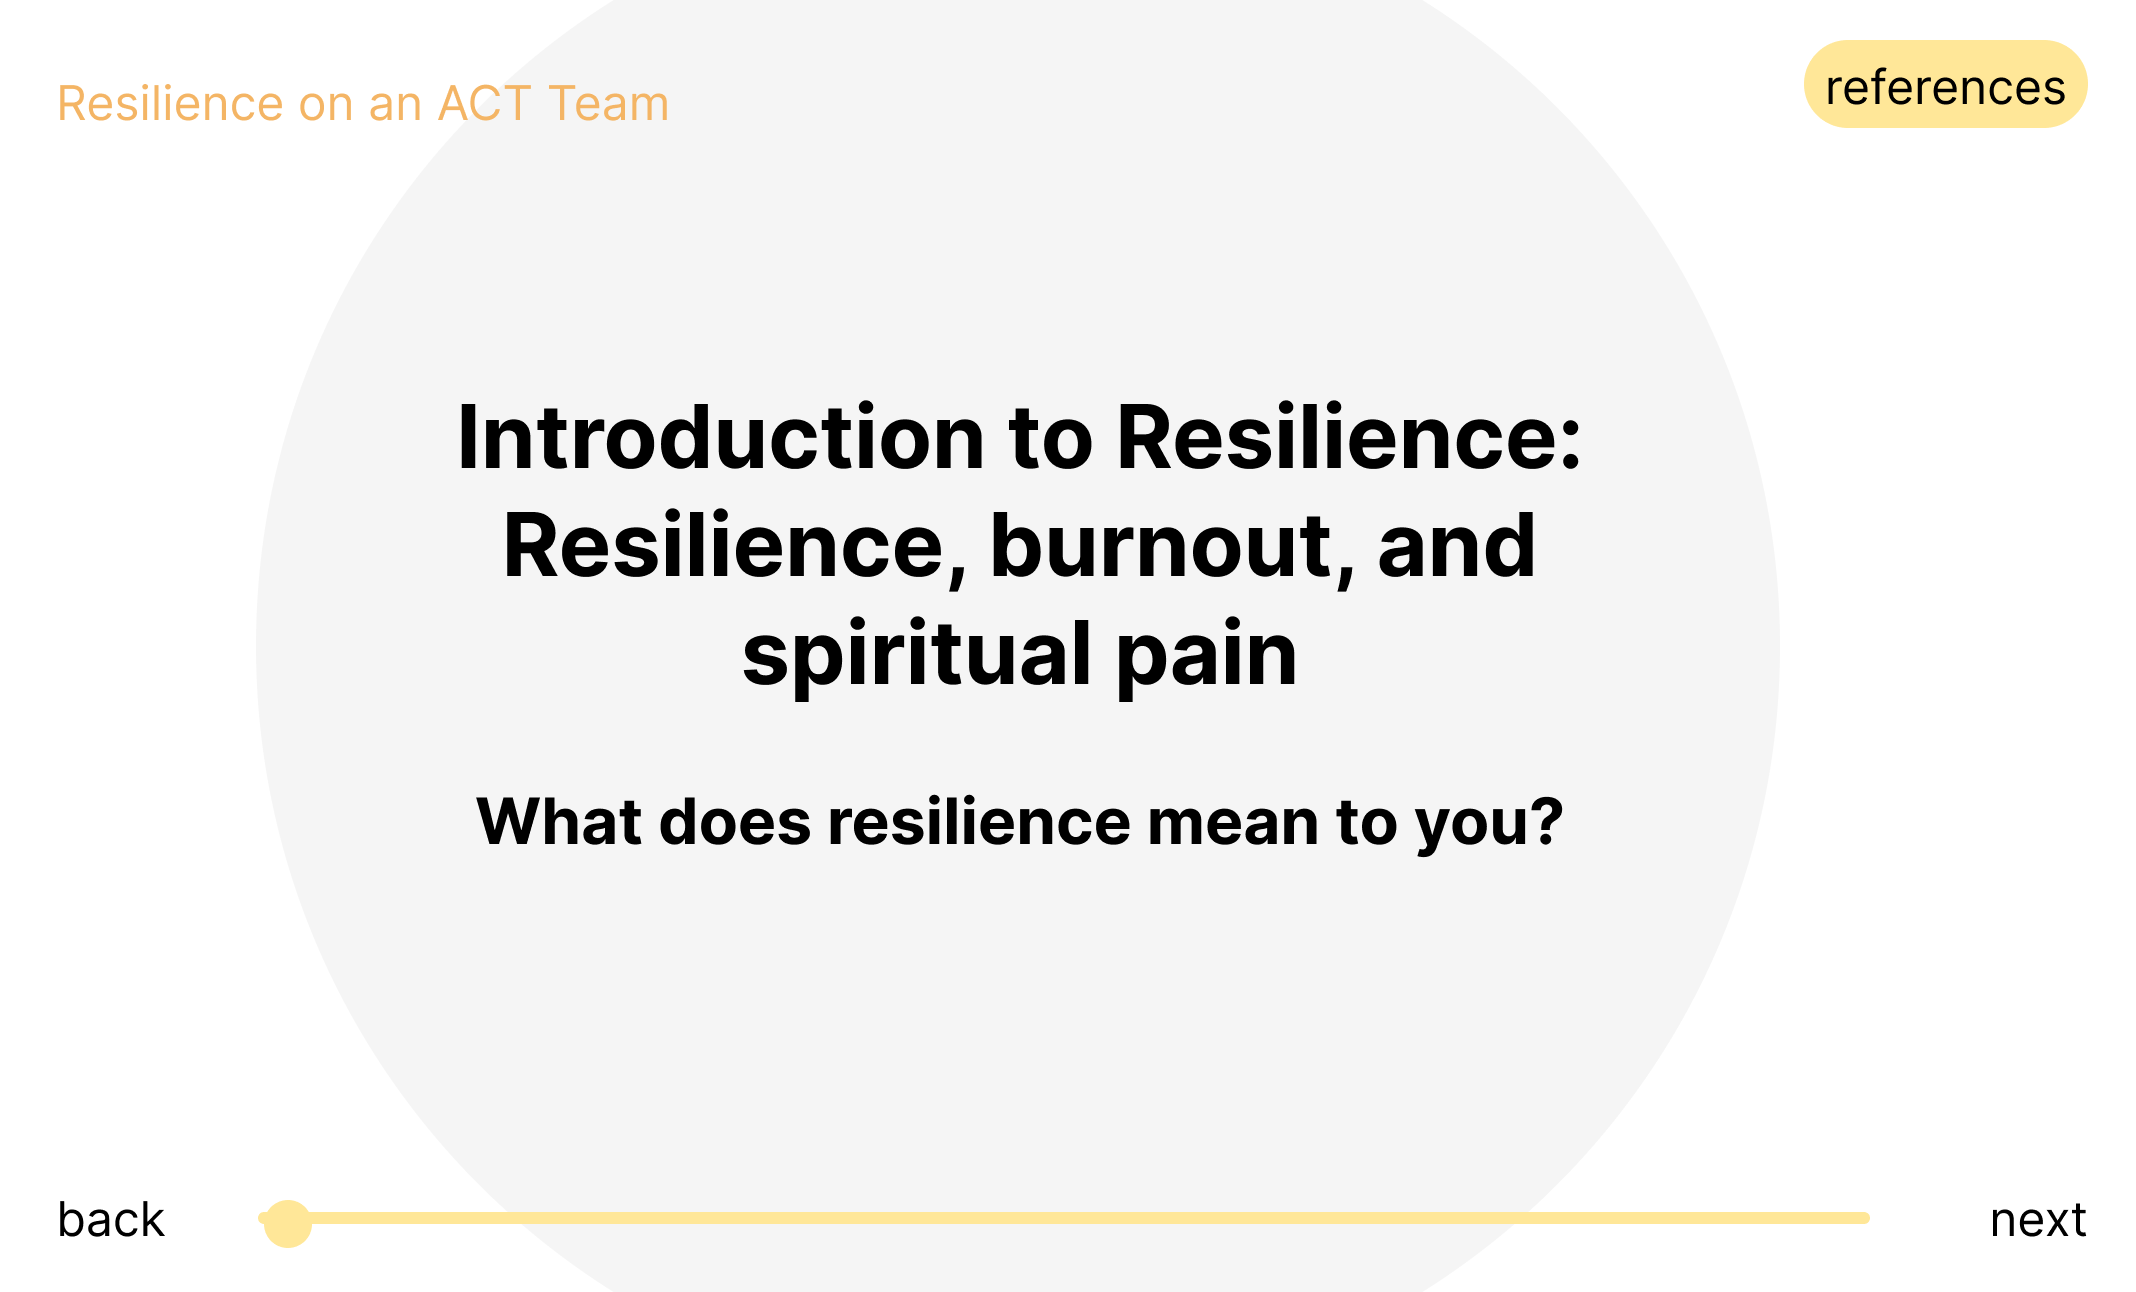 Resilience on an ACT Team
references
Introduction to Resilience:
Resilience, burnout, and
spiritual pain
What does resilience mean to you?
back
next